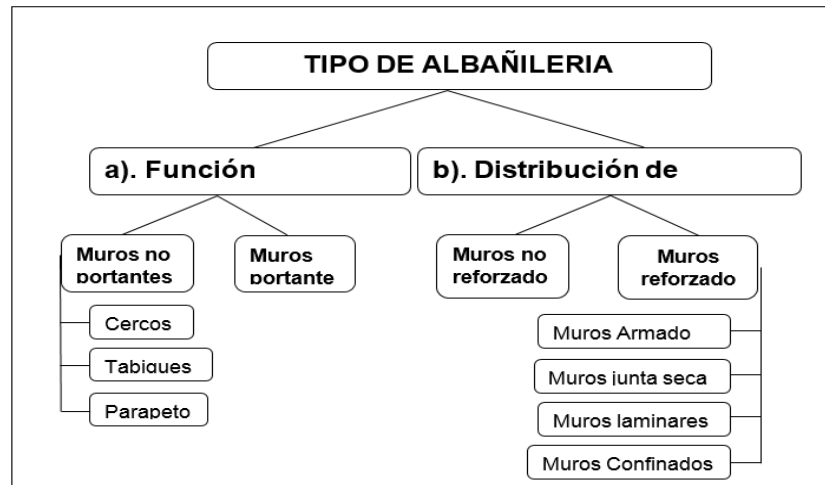 TIPO DE ALBAÑILERIA
a). Función
b). Distribución de
Muros no
portantes
Muros
portante
Muros no
reforzado
Muros
reforzado
Cercos
Tabiques
Parapeto
Muros Armado
Muros junta seca
Muros laminares
Muros Confinados